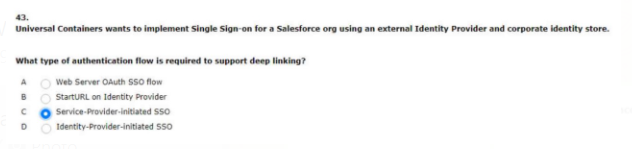 43.
Universal Containers wants to implement Single Sign-on for a Salesforce org using an external Identity Provider and corporate identity store.
What type of authentication flow is required to support deep linking?
A Web Server OAuth SSO flow
B StartURL on Identity Provider
C Service-Provider-initiated SSO
D Identity-Provider-initiated SSO